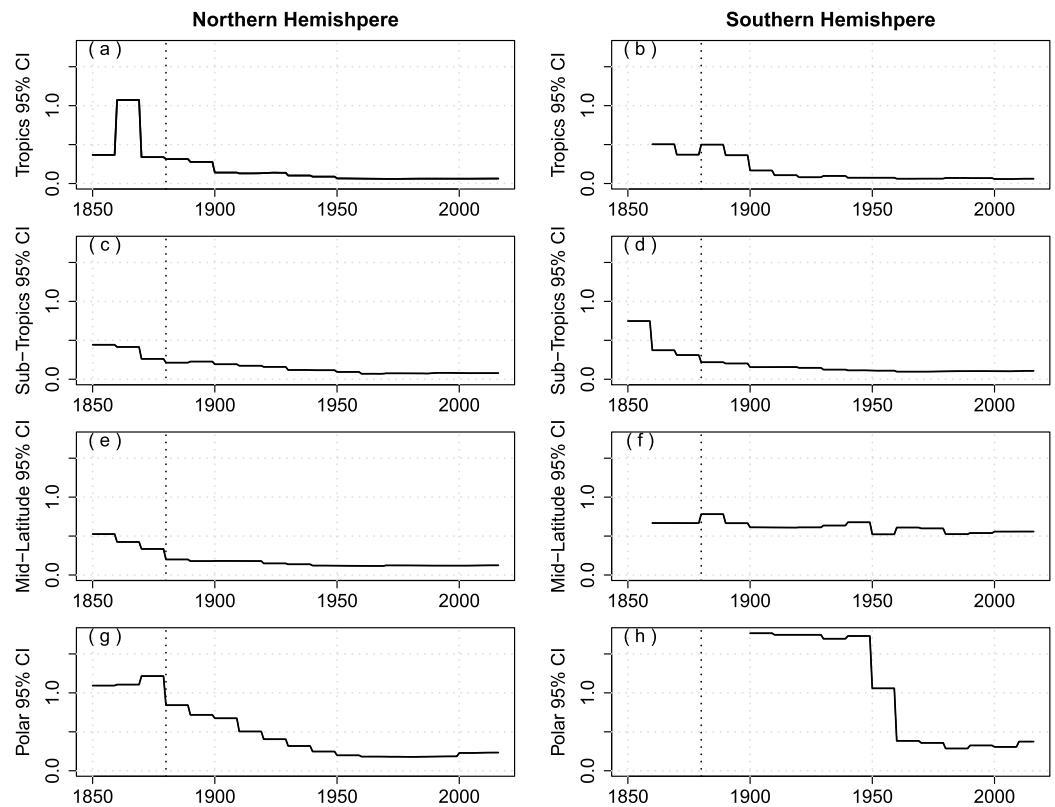 Northern Hemishpere
Southern Hemishpere
( a )
Tropics 95% CI
0.0 1.0
1850 1900 1950 2000
( b )
Tropics 95% CI
0.0 1.0
1850 1900 1950 2000
( c )
Sub−Tropics 95% CI
0.0 1.0
1850 1900 1950 2000
( d )
Sub−Tropics 95% CI
0.0 1.0
1850 1900 1950 2000
( e )
Mid−Latitude 95% CI
0.0 1.0
1850 1900 1950 2000
( f )
Mid−Latitude 95% CI
0.0 1.0
1850 1900 1950 2000
( g )
Polar 95% CI
0.0 1.0
1850 1900 1950 2000
( h )
Polar 95% CI
0.0 1.0
1850 1900 1950 2000